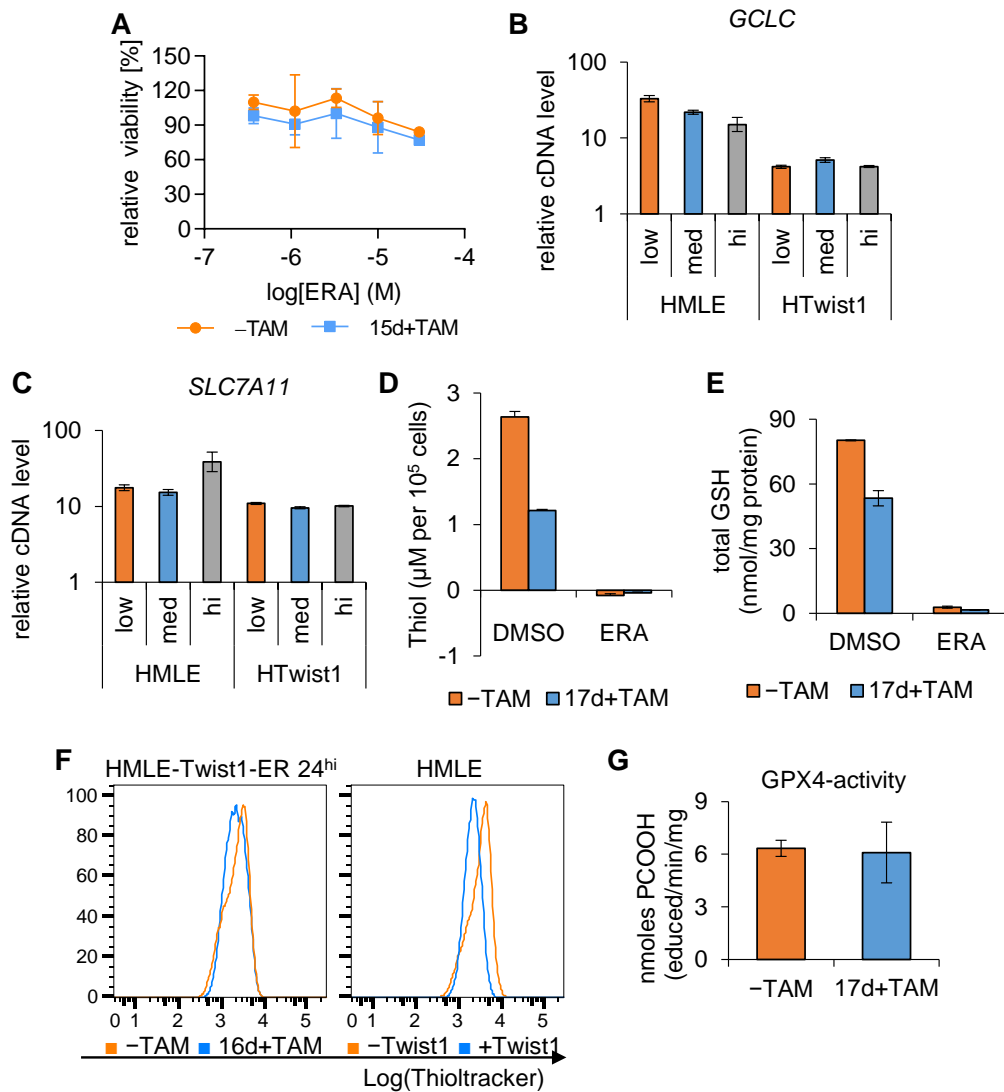 A
relative viability [%]
150
120
90
60
30
0
-7
-6
-5
-4
log[ERA] (M)
–TAM 15d+TAM
B
GCLC
relative cDNA level
100
10
1
low med hi low med hi
HMLE HTwist1
C
SLC7A11
relative cDNA level
100
10
1
low med hi low med hi
HMLE HTwist1
D
Thiol (µM per 10⁵ cells)
3
2
1
0
-1
DMSO ERA
−TAM 17d+TAM
E
total GSH
(nmol/mg protein)
90
60
30
0
DMSO ERA
−TAM 17d+TAM
F
HMLE-Twist1-ER 24ʰⁱ HMLE
100
80
60
40
20
0
0 1 2 3 4 5 0 1 2 3 4 5
−TAM 16d+TAM −Twist1 +Twist1
Log(Thioltracker)
G
GPX4-activity
nmoles PCOOH
(educed/min/mg
9
6
3
0
−TAM 17d+TAM